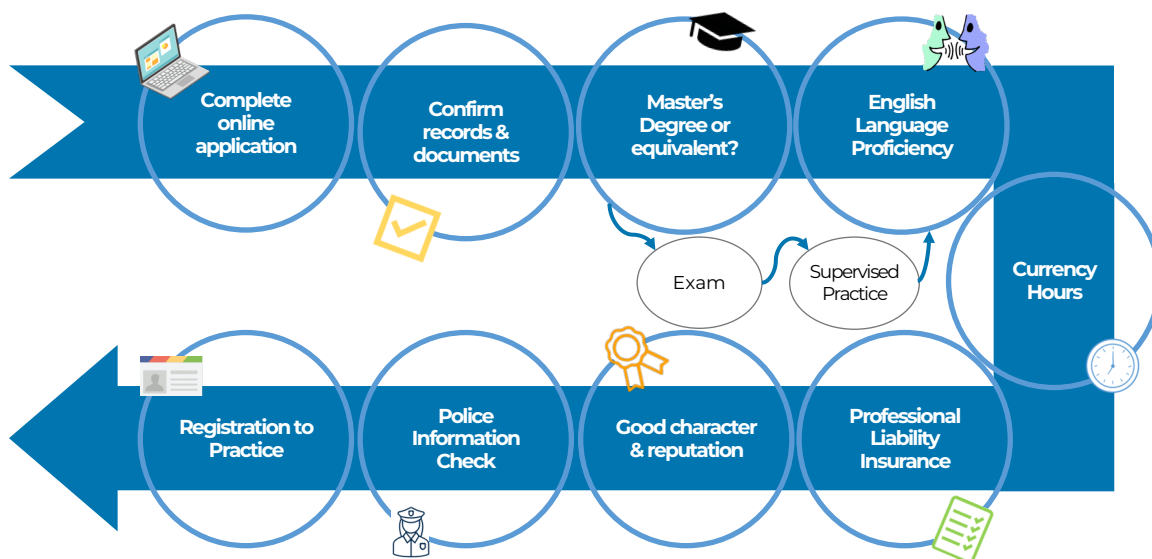 Complete
online
application
Confirm
records &
documents
Master's
Degree or
equivalent?
English
Language
Proficiency
Exam
Supervised
Practice
Currency
Hours
Professional
Liability
Insurance
Good character
& reputation
Police
Information
Check
Registration to
Practice